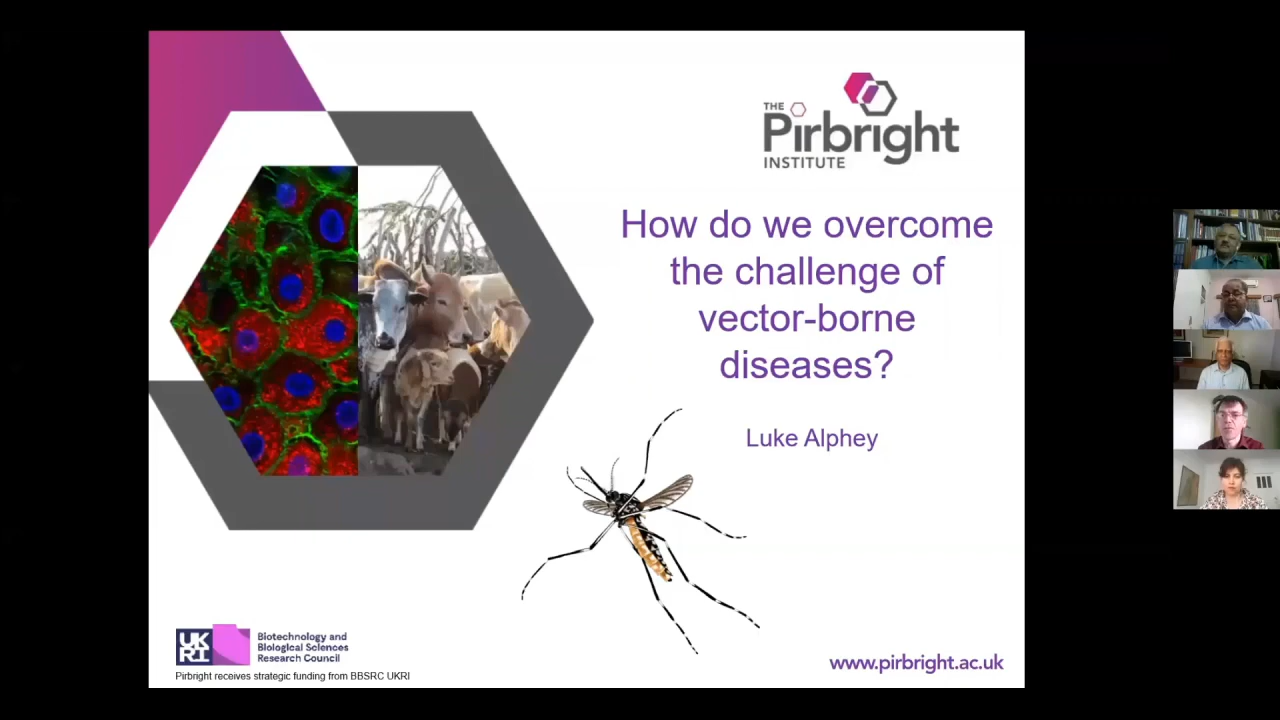 THE
Pirbright
INSTITUTE
How do we overcome
the challenge of
vector-borne
diseases?
Luke Alphey
UK
RI
Biotechnology and
Biological Sciences
Research Council
Pirbright receives strategic funding from BBSRC UKRI
www.pirbright.ac.uk